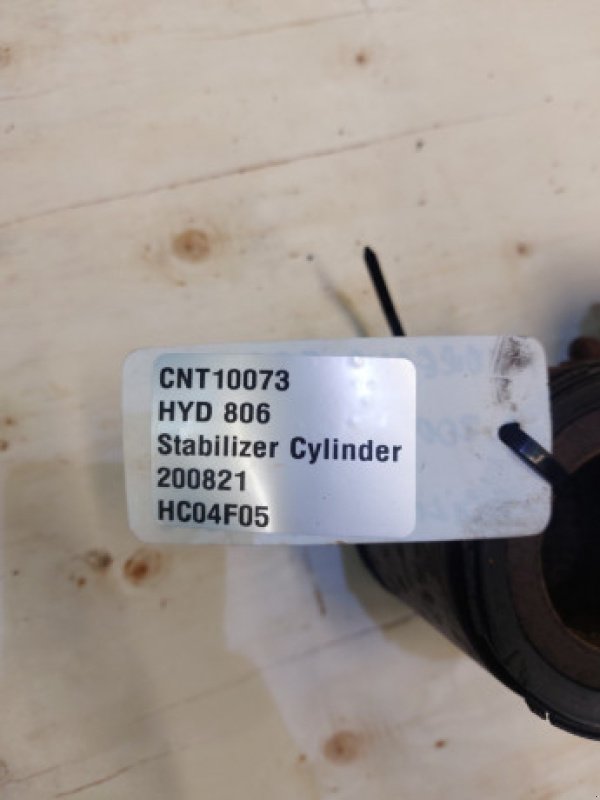 CNT10073
HYD 806
Stabilizer Cylinder
200821
HC04F05